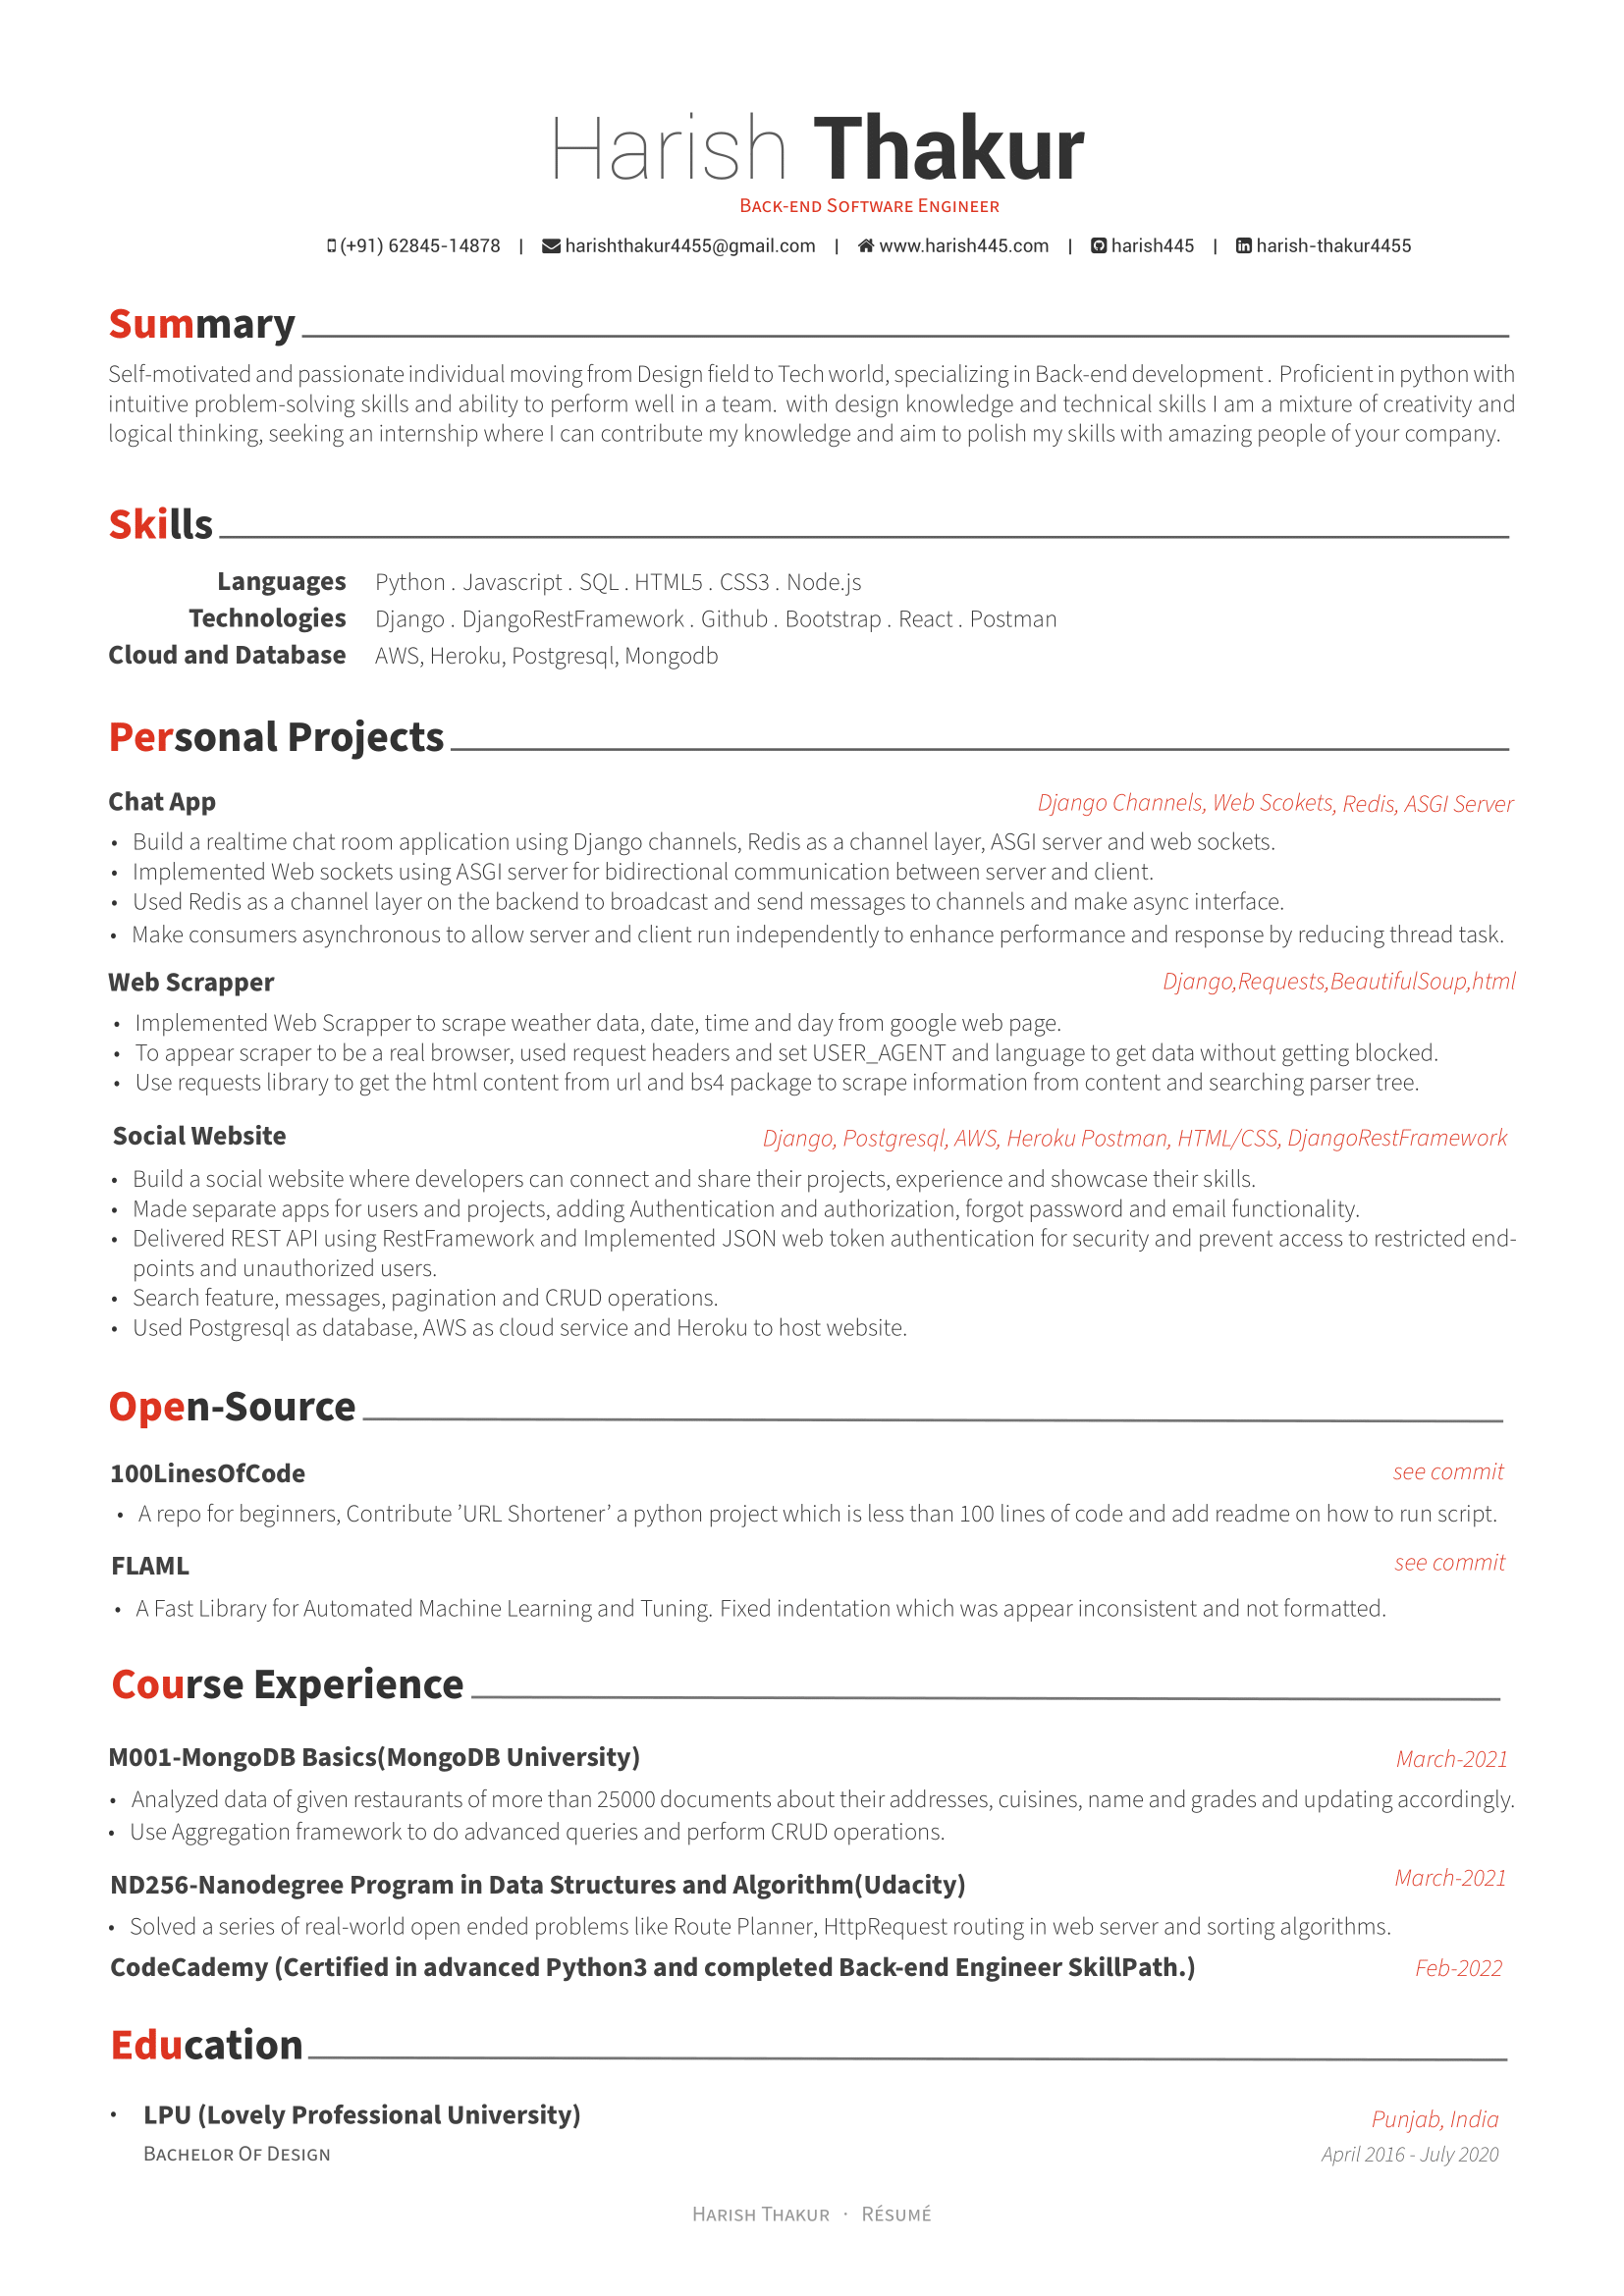 Harish Thakur
Back-end Software Engineer
(+91) 62845-14878 | harishthakur4455@gmail.com | www.harish445.com | harish445 | harish-thakur4455
Summary
Self-motivated and passionate individual moving from Design field to Tech world, specializing in Back-end development . Proficient in python with
intuitive problem-solving skills and ability to perform well in a team. with design knowledge and technical skills I am a mixture of creativity and
logical thinking, seeking an internship where I can contribute my knowledge and aim to polish my skills with amazing people of your company.
Skills
Languages Python . Javascript . SQL . HTML5 . CSS3 . Node.js
Technologies Django . DjangoRestFramework . Github . Bootstrap . React . Postman
Cloud and Database AWS, Heroku, Postgresql, Mongodb
Personal Projects
Chat App Django Channels, Web Scokets, Redis, ASGI Server
• Build a realtime chat room application using Django channels, Redis as a channel layer, ASGI server and web sockets.
• Implemented Web sockets using ASGI server for bidirectional communication between server and client.
• Used Redis as a channel layer on the backend to broadcast and send messages to channels and make async interface.
• Make consumers asynchronous to allow server and client run independently to enhance performance and response by reducing thread task.
Web Scrapper Django,Requests,BeautifulSoup,html
• Implemented Web Scrapper to scrape weather data, date, time and day from google web page.
• To appear scraper to be a real browser, used request headers and set USER_AGENT and language to get data without getting blocked.
• Use requests library to get the html content from url and bs4 package to scrape information from content and searching parser tree.
Social Website Django, Postgresql, AWS, Heroku Postman, HTML/CSS, DjangoRestFramework
• Build a social website where developers can connect and share their projects, experience and showcase their skills.
• Made separate apps for users and projects, adding Authentication and authorization, forgot password and email functionality.
• Delivered REST API using RestFramework and Implemented JSON web token authentication for security and prevent access to restricted end-
points and unauthorized users.
• Search feature, messages, pagination and CRUD operations.
• Used Postgresql as database, AWS as cloud service and Heroku to host website.
Open-Source
100LinesOfCode see commit
• A repo for beginners, Contribute ’URL Shortener’ a python project which is less than 100 lines of code and add readme on how to run script.
FLAML see commit
• A Fast Library for Automated Machine Learning and Tuning. Fixed indentation which was appear inconsistent and not formatted.
Course Experience
M001-MongoDB Basics(MongoDB University) March-2021
• Analyzed data of given restaurants of more than 25000 documents about their addresses, cuisines, name and grades and updating accordingly.
• Use Aggregation framework to do advanced queries and perform CRUD operations.
ND256-Nanodegree Program in Data Structures and Algorithm(Udacity) March-2021
• Solved a series of real-world open ended problems like Route Planner, HttpRequest routing in web server and sorting algorithms.
CodeCademy (Certified in advanced Python3 and completed Back-end Engineer SkillPath.) Feb-2022
Education
• LPU (Lovely Professional University) Punjab, India
Bachelor Of Design April 2016 - July 2020
Harish Thakur · Résumé